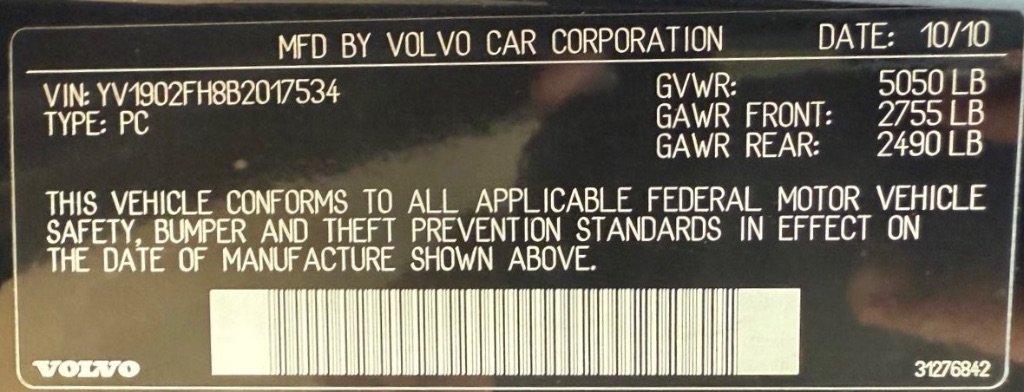 MFD BY VOLVO CAR CORPORATION DATE: 10/10
VIN: YV1902FH8B2017534 GVWR: 5050 LB
TYPE: PC GAWR FRONT: 2755 LB
GAWR REAR: 2490 LB
THIS VEHICLE CONFORMS TO ALL APPLICABLE FEDERAL MOTOR VEHICLE
SAFETY, BUMPER AND THEFT PREVENTION STANDARDS IN EFFECT ON
THE DATE OF MANUFACTURE SHOWN ABOVE.
VOLVO 31276842